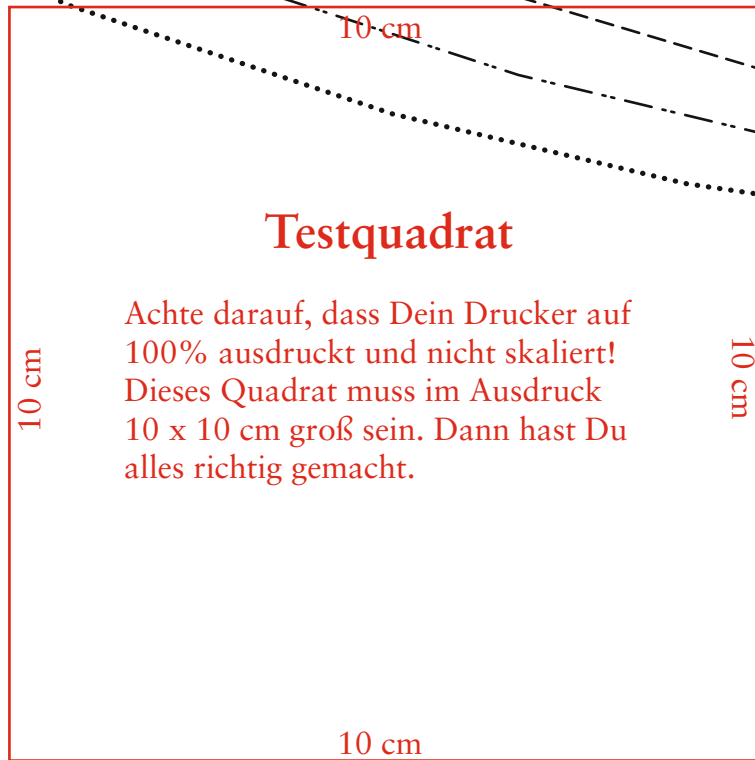 10 cm
Testquadrat
Achte darauf, dass Dein Drucker auf
100% ausdruckt und nicht skaliert!
Dieses Quadrat muss im Ausdruck
10 x 10 cm groß sein. Dann hast Du
alles richtig gemacht.
10 cm
10 cm
10 cm